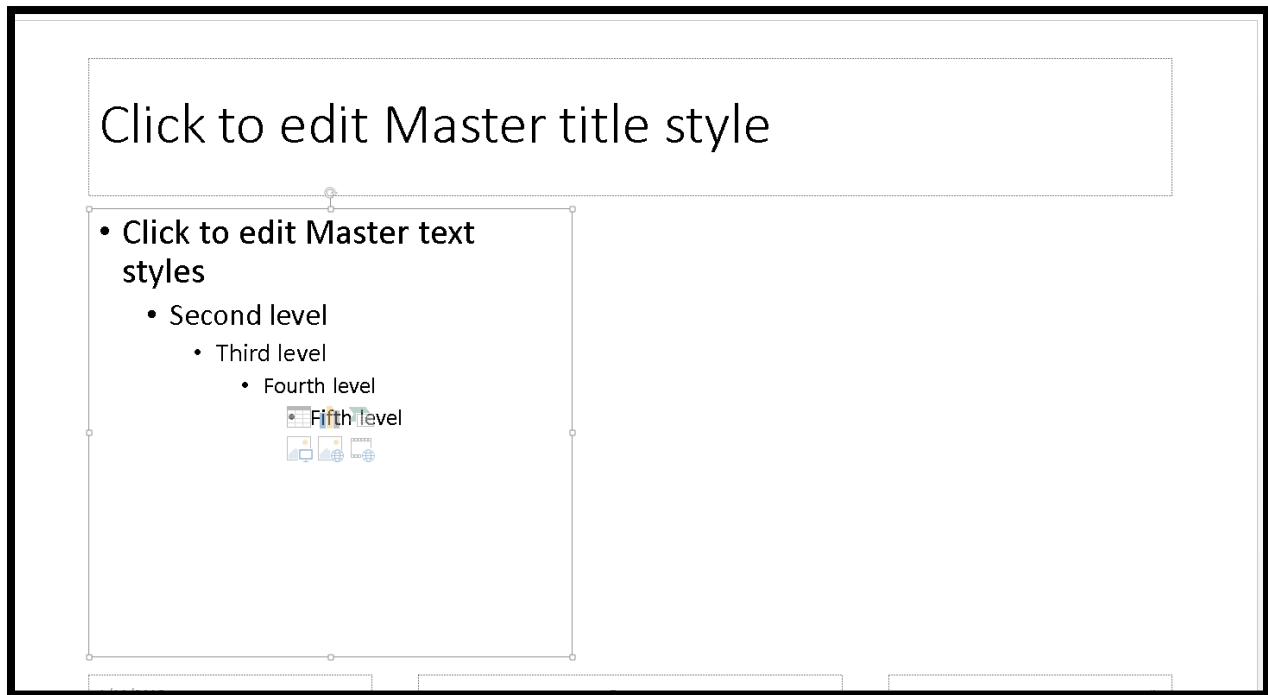 Click to edit Master title style
• Click to edit Master text
styles
• Second level
• Third level
• Fourth level
Fifth level